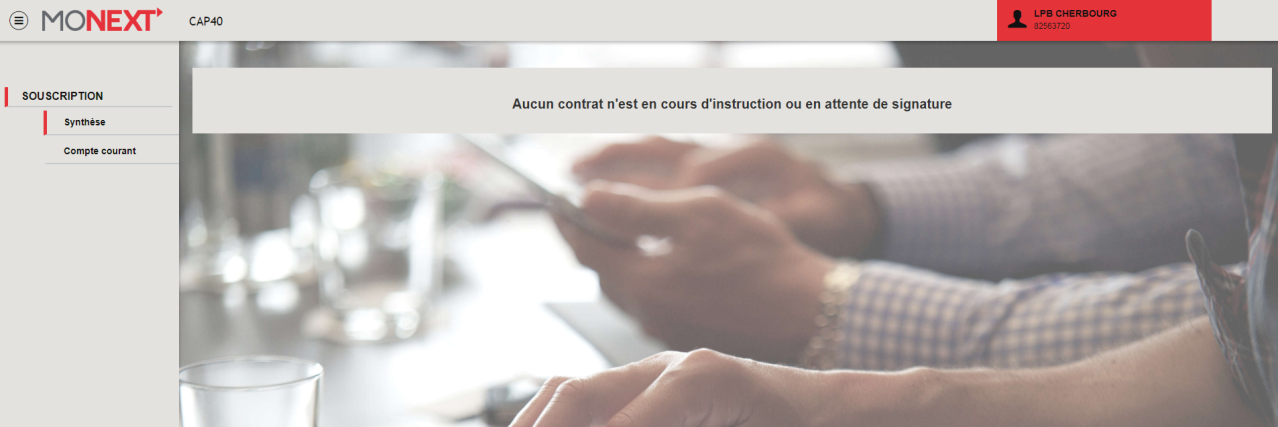 MONEXT
CAP40
LPB CHERBOURG
82563720
SOUSCRIPTION
Synthèse
Compte courant
Aucun contrat n'est en cours d'instruction ou en attente de signature